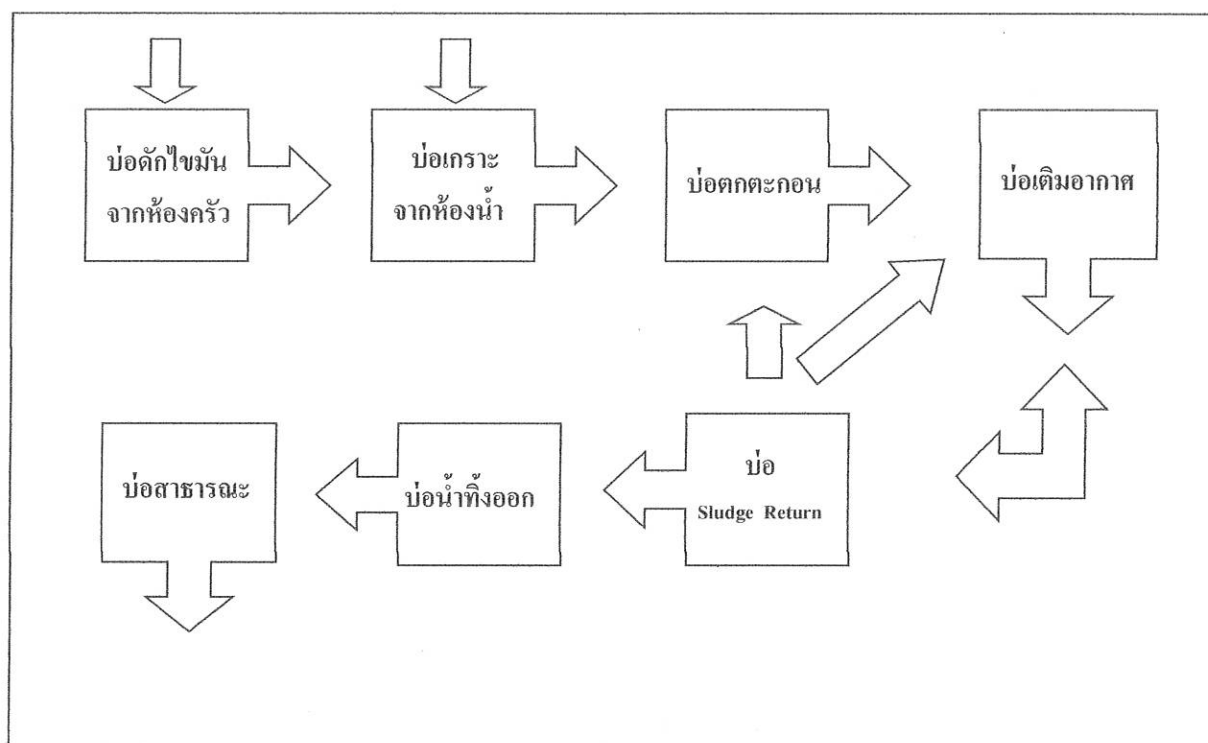 บ่อดักไขมัน
จากห้องครัว
บ่อเกราะ
จากห้องน้ำ
บ่อตกตะกอน
บ่อเติมอากาศ
บ่อสาธารณะ
บ่อน้ำทิ้งออก
บ่อ
Sludge Return